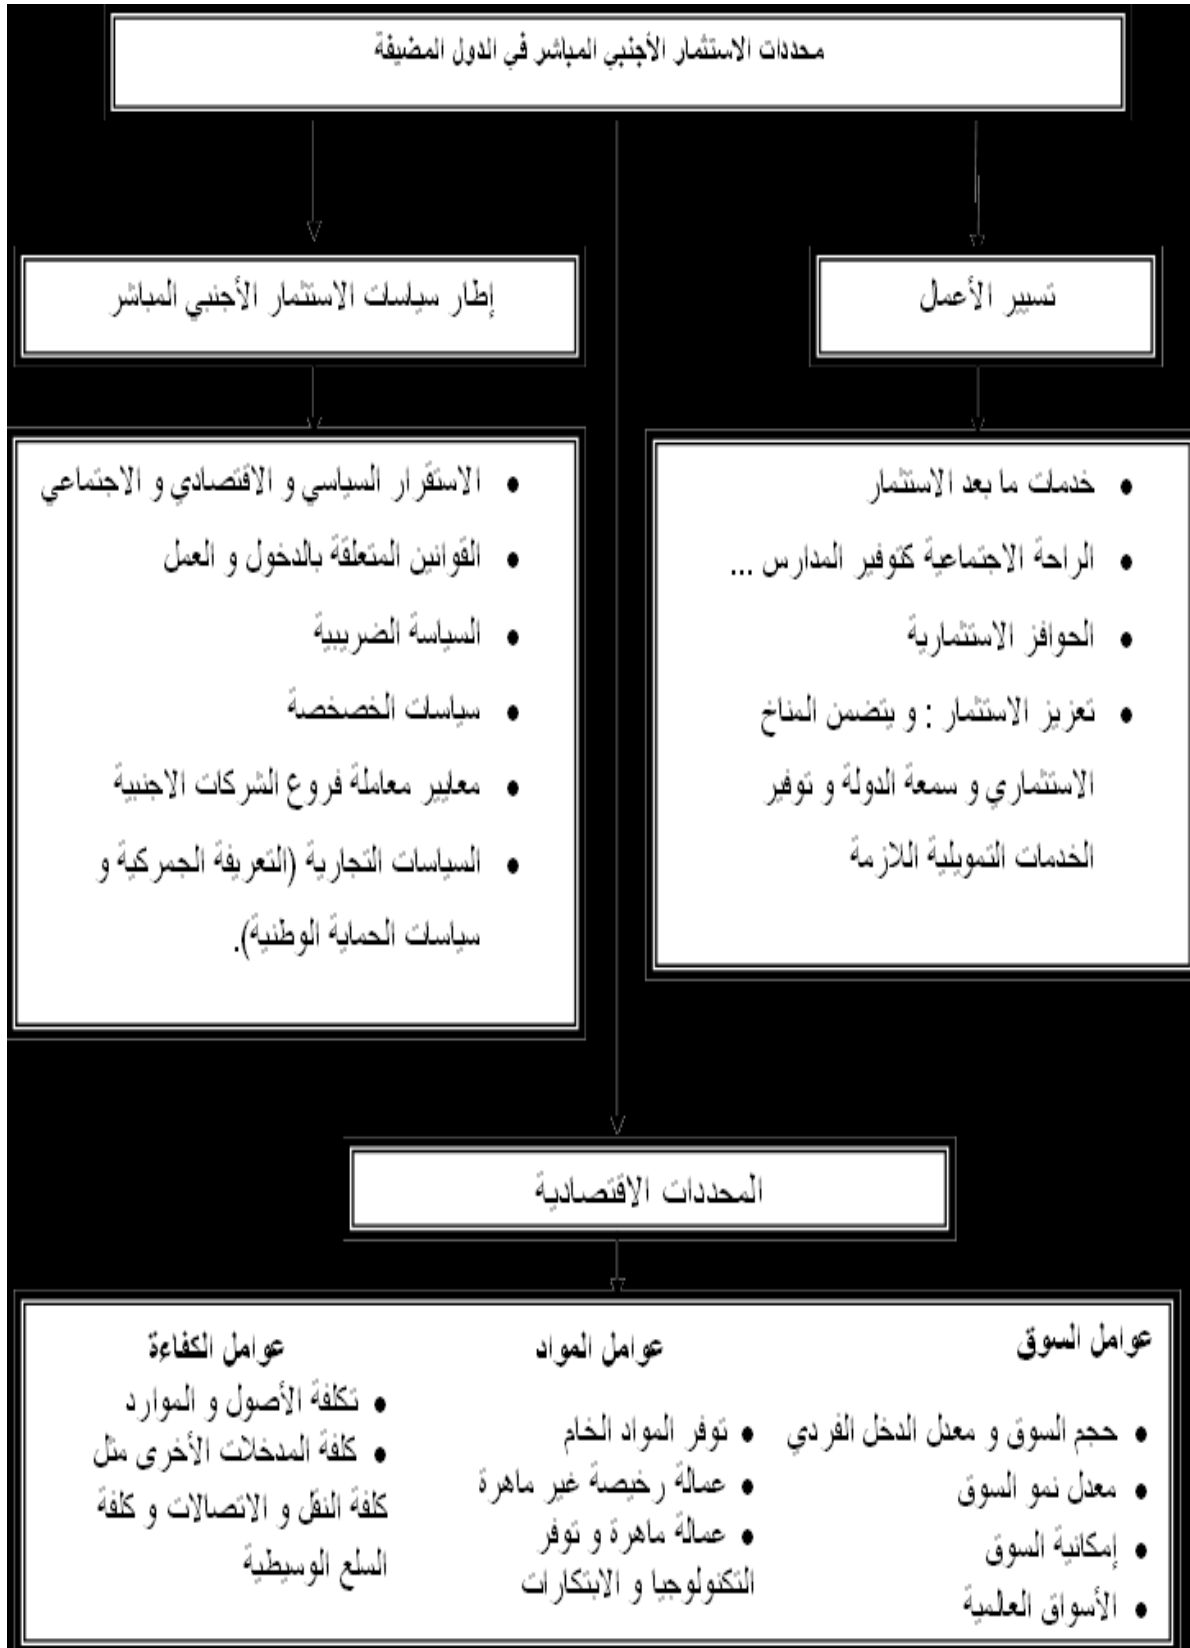 محددات الاستثمار الأجنبي المباشر في الدول المضيفة
تسيير الأعمال
إطار سياسات الاستثمار الأجنبي المباشر
• خدمات ما بعد الاستثمار
• الراحة الاجتماعية كتوفير المدارس ...
• الحوافز الاستثمارية
• تعزيز الاستثمار : و يتضمن المناخ
الاستثماري و سمعة الدولة و توفير
الخدمات التمويلية اللازمة
• الاستقرار السياسي و الاقتصادي و الاجتماعي
• القوانين المتعلقة بالدخول و العمل
• السياسة الضريبية
• سياسات الخصخصة
• معايير معاملة فروع الشركات الاجنبية
• السياسات التجارية (التعريفة الجمركية و
سياسات الحماية الوطنية).
المحددات الاقتصادية
عوامل السوق
• حجم السوق و معدل الدخل الفردي
• معدل نمو السوق
• إمكانية السوق
• الأسواق العالمية
عوامل المواد
• توفر المواد الخام
• عمالة رخيصة غير ماهرة
• عمالة ماهرة و توفر
التكنولوجيا و الابتكارات
عوامل الكفاءة
• تكلفة الأصول و الموارد
• كلفة المدخلات الأخرى مثل
كلفة النقل و الاتصالات و كلفة
السلع الوسيطية